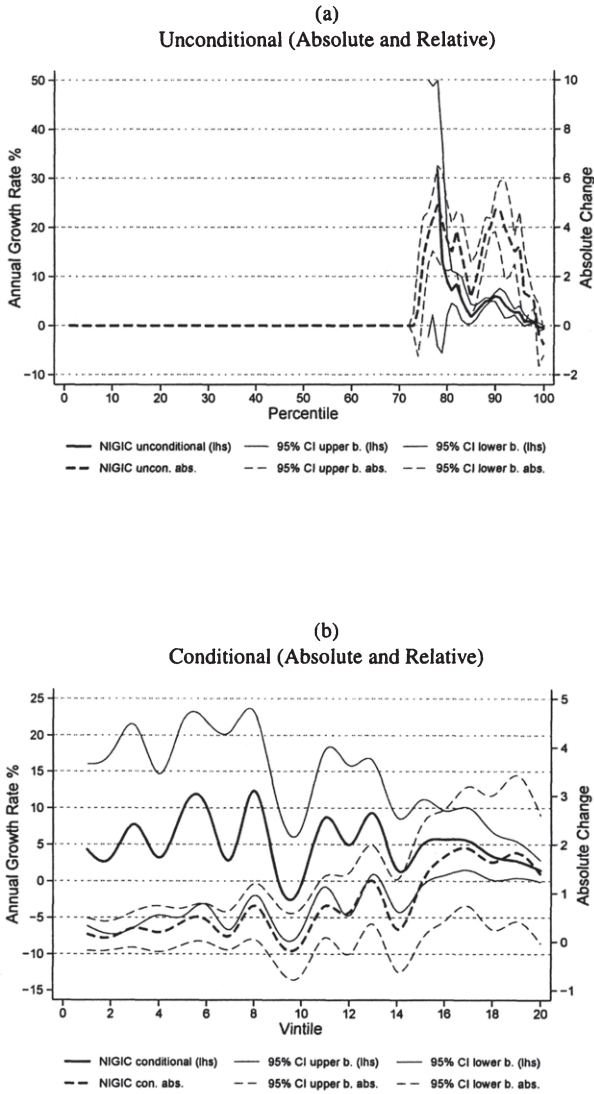 (a)
Unconditional (Absolute and Relative)
50
40
30
20
10
0
−10
Annual Growth Rate %
10
8
6
4
2
0
−2
Absolute Change
0 10 20 30 40 50 60 70 80 90 100
Percentile
NIGIC unconditional (lhs) 95% CI upper b. (lhs) 95% CI lower b. (lhs)
NIGIC uncon. abs. 95% CI upper b. abs. 95% CI lower b. abs.
(b)
Conditional (Absolute and Relative)
25
20
15
10
5
0
−5
−10
−15
Annual Growth Rate %
5
4
3
2
1
0
−1
Absolute Change
0 2 4 6 8 10 12 14 16 18 20
Vintile
NIGIC conditional (lhs) 95% CI upper b. (lhs) 95% CI lower b. (lhs)
NIGIC con. abs. 95% CI upper b. abs. 95% CI lower b. abs.